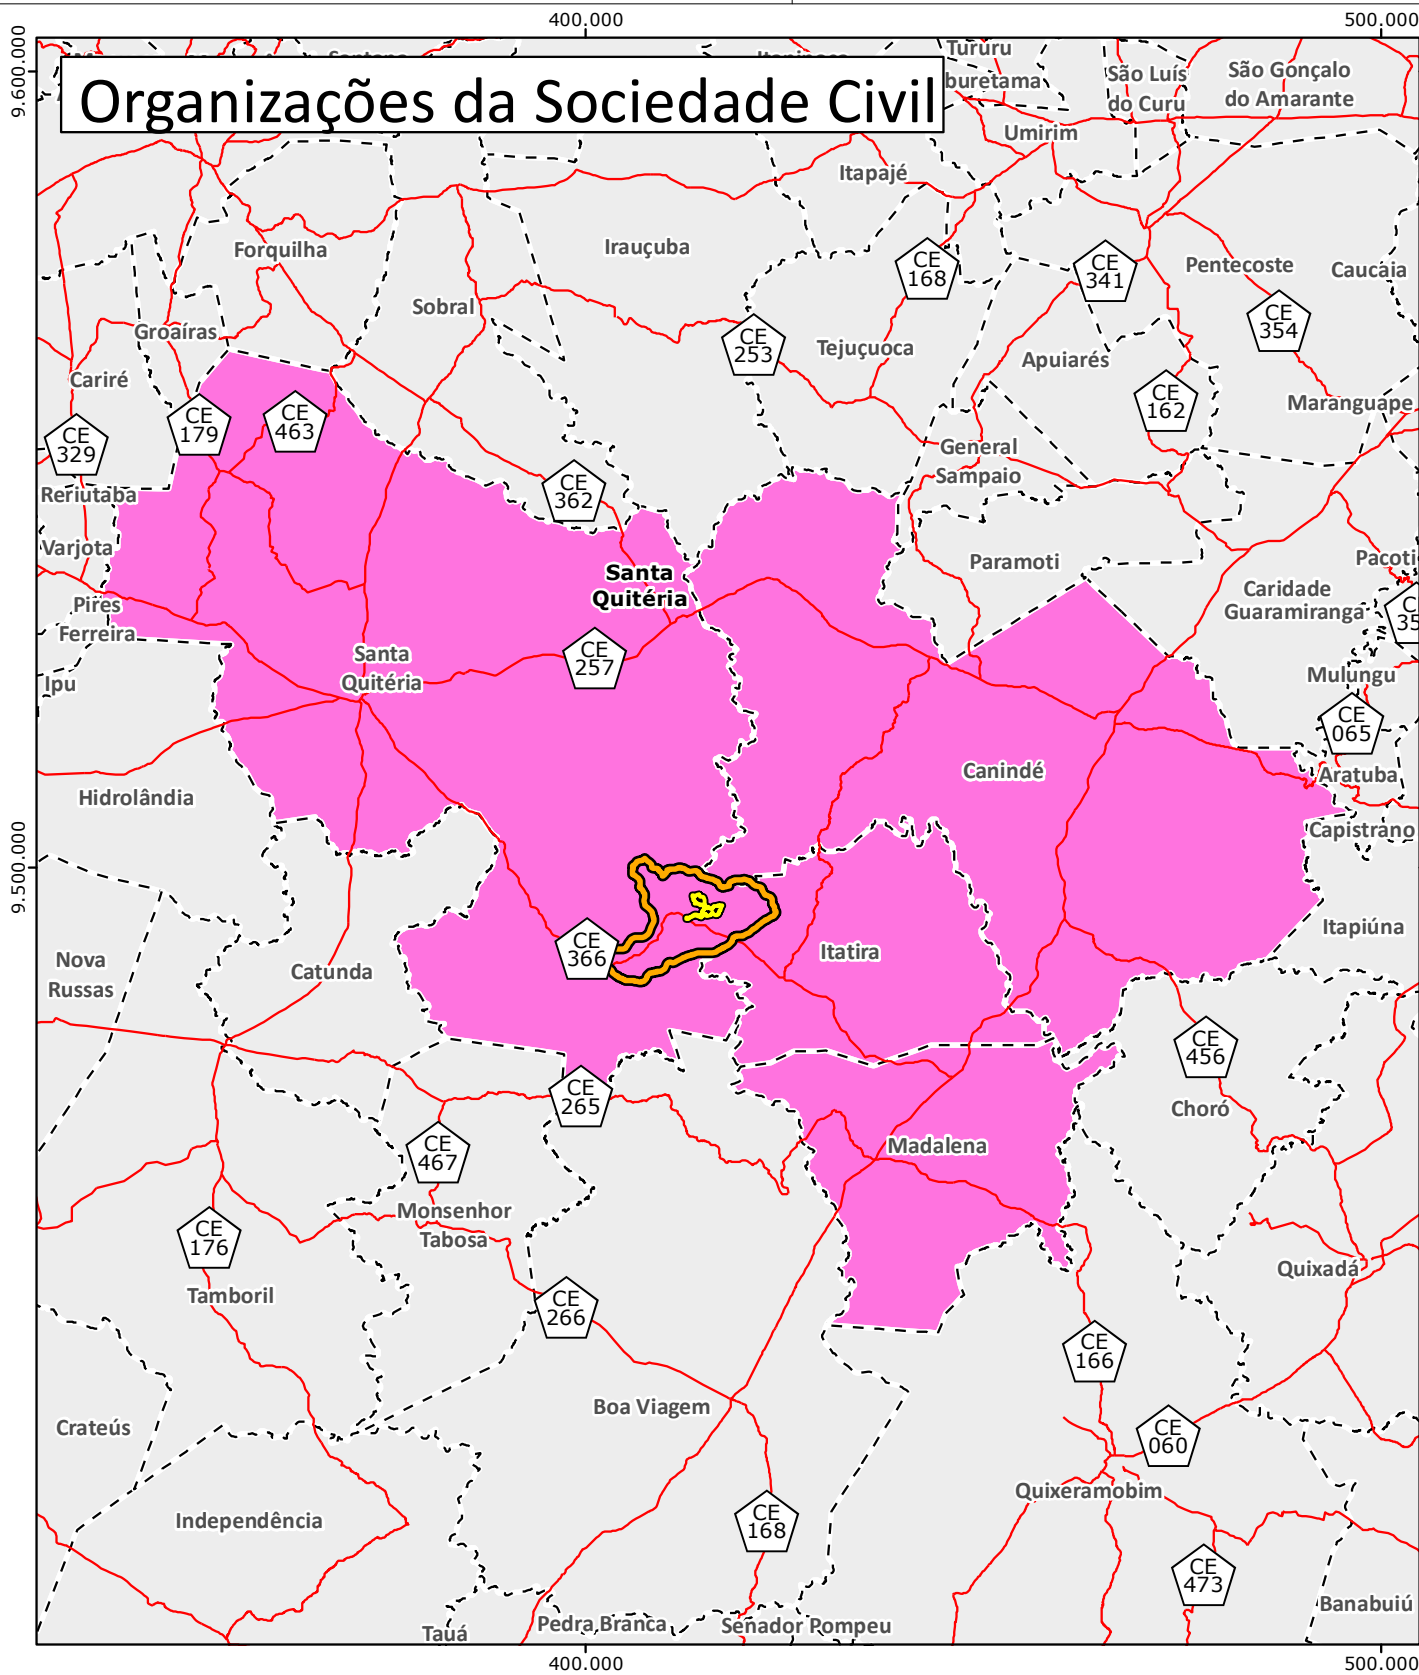 400.000
500.000
9.600.000
Organizações da Sociedade Civil
Tururu
buretama
São Luís
do Curu
São Gonçalo
do Amarante
Umirim
Itapajé
Forquilha
Irauçuba
CE
168
CE
341
Pentecoste
Caucaia
Sobral
Groaíras
CE
253
Tejuçuoca
CE
354
Apuiarés
Cariré
CE
162
Maranguape
CE
179
CE
463
CE
329
General
Sampaio
CE
362
Reriutaba
Varjota
Paramoti
Pacoti
Santa
Quitéria
Caridade
Guaramiranga
Pires
Ferreira
CE
257
Santa
Quitéria
Ipu
Mulungu
CE
065
Canindé
Aratuba
Hidrolândia
Capistrano
9.500.000
Itapiúna
CE
366
Itatira
Nova
Russas
Catunda
CE
456
CE
265
Choró
CE
467
Madalena
Monsenhor
Tabosa
CE
176
Quixadá
Tamboril
CE
266
CE
166
Boa Viagem
Crateús
CE
060
Quixeramobim
Independência
CE
168
CE
473
Banabuiú
Tauá
Pedra Branca
Senador Pompeu
400.000
500.000